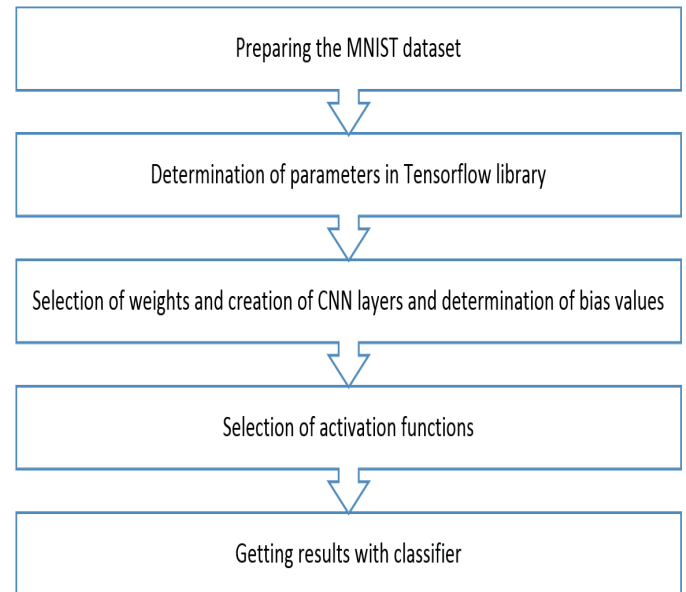 Preparing the MNIST dataset
Determination of parameters in Tensorflow library
Selection of weights and creation of CNN layers and determination of bias values
Selection of activation functions
Getting results with classifier